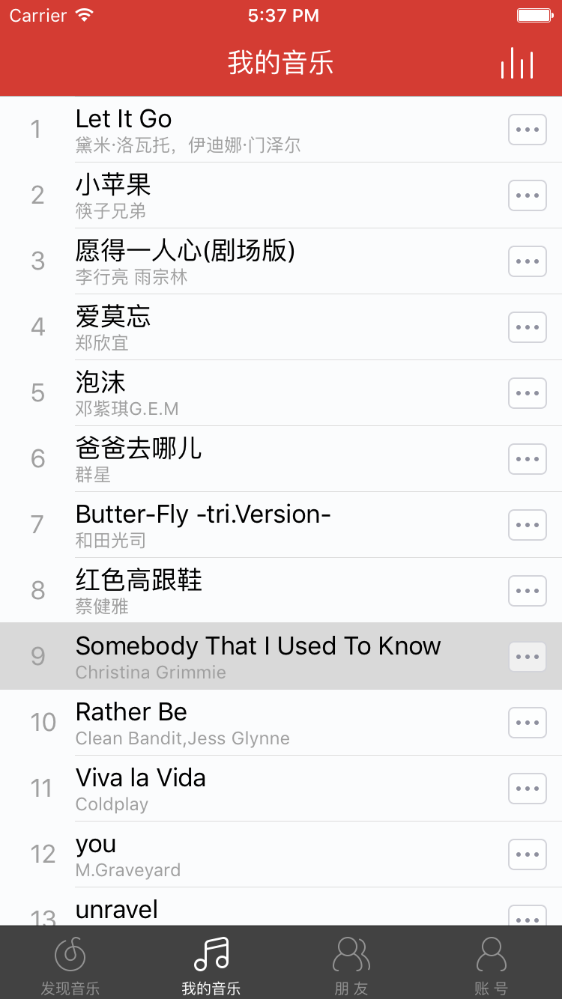 Carrier 5:37 PM
我的音乐
1
Let It Go
黛米·洛瓦托，伊迪娜·门泽尔
2
小苹果
筷子兄弟
3
愿得一人心(剧场版)
李行亮 雨宗林
4
爱莫忘
郑欣宜
5
泡沫
邓紫琪G.E.M
6
爸爸去哪儿
群星
7
Butter-Fly -tri.Version-
和田光司
8
红色高跟鞋
蔡健雅
9
Somebody That I Used To Know
Christina Grimmie
10
Rather Be
Clean Bandit,Jess Glynne
11
Viva la Vida
Coldplay
12
you
M.Graveyard
13
unravel
发现音乐 我的音乐 朋 友 账 号